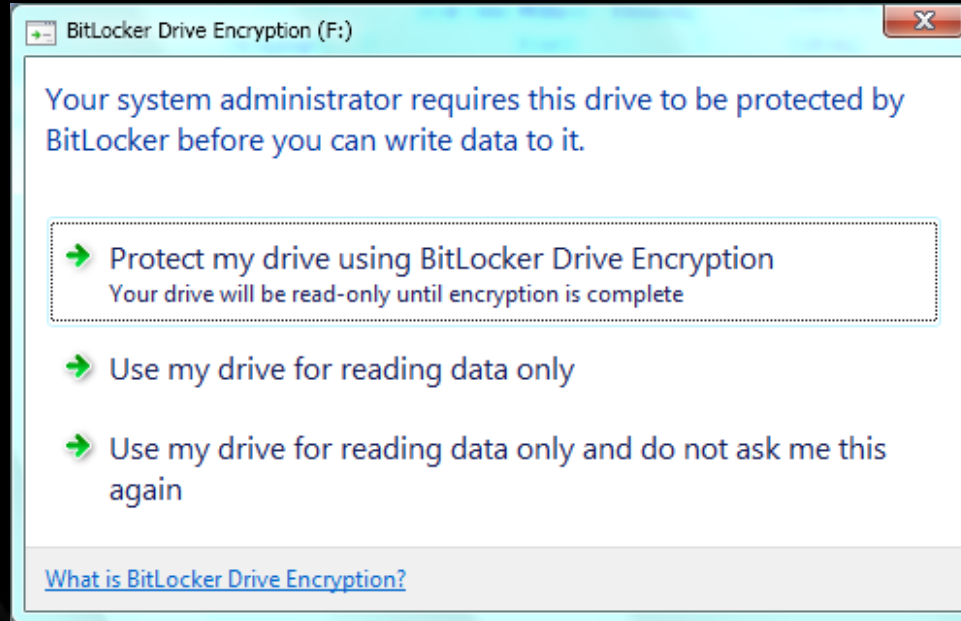 BitLocker Drive Encryption (F:)
Your system administrator requires this drive to be protected by
BitLocker before you can write data to it.
Protect my drive using BitLocker Drive Encryption
Your drive will be read-only until encryption is complete
Use my drive for reading data only
Use my drive for reading data only and do not ask me this
again
What is BitLocker Drive Encryption?